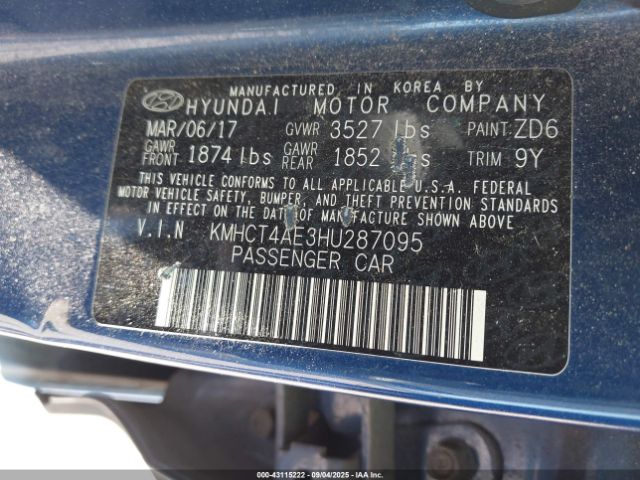 MANUFACTURED IN KOREA BY
HYUNDAI MOTOR COMPANY
MAR/06/17 GVWR 3527 lbs PAINT: ZD6
GAWR FRONT 1874 lbs GAWR REAR 1852 lbs TRIM 9Y
THIS VEHICLE CONFORMS TO ALL APPLICABLE U.S.A. FEDERAL
MOTOR VEHICLE SAFETY, BUMPER, AND THEFT PREVENTION STANDARDS
IN EFFECT ON THE DATE OF MANUFACTURE SHOWN ABOVE
V.I.N KMHCT4AE3HU287095
PASSENGER CAR
000-43115222 - 09/04/2025 - IAA Corp.